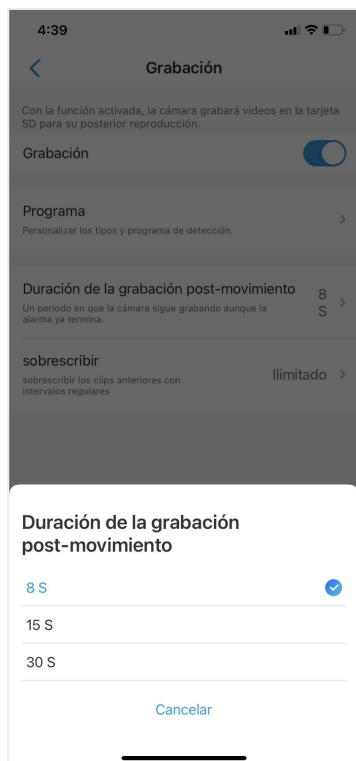 4:39
Grabación
Con la función activada, la cámara grabará videos en la tarjeta
SD para su posterior reproducción.
Grabación
Programa
Personalizar los tipos y programa de detección.
Duración de la grabación post-movimiento
8
S
Un periodo en que la cámara sigue grabando aunque la
alarma ya termina.
sobrescribir
sobrescribir los clips anteriores con
intervalos regulares
Ilimitado
Duración de la grabación
post-movimiento
8 S
15 S
30 S
Cancelar